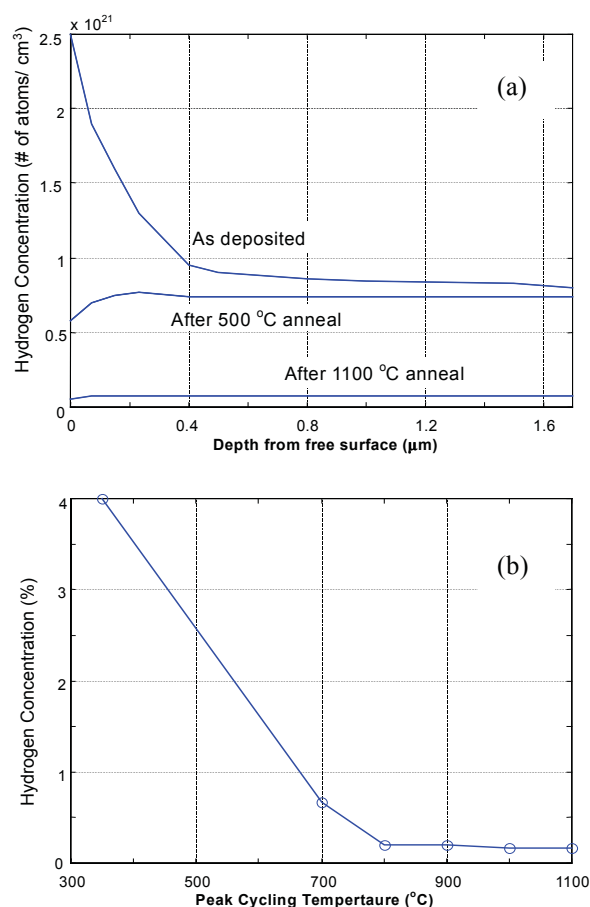 x 10²¹
2.5
2
1.5
1
0.5
0
Hydrogen Concentration (# of atoms/ cm³)
(a)
As deposited
After 500 °C anneal
After 1100 °C anneal
0 0.4 0.8 1.2 1.6
Depth from free surface (μm)
4
3
2
1
0
Hydrogen Concentration (%)
(b)
300 500 700 900 1100
Peak Cycling Tempertaure (°C)